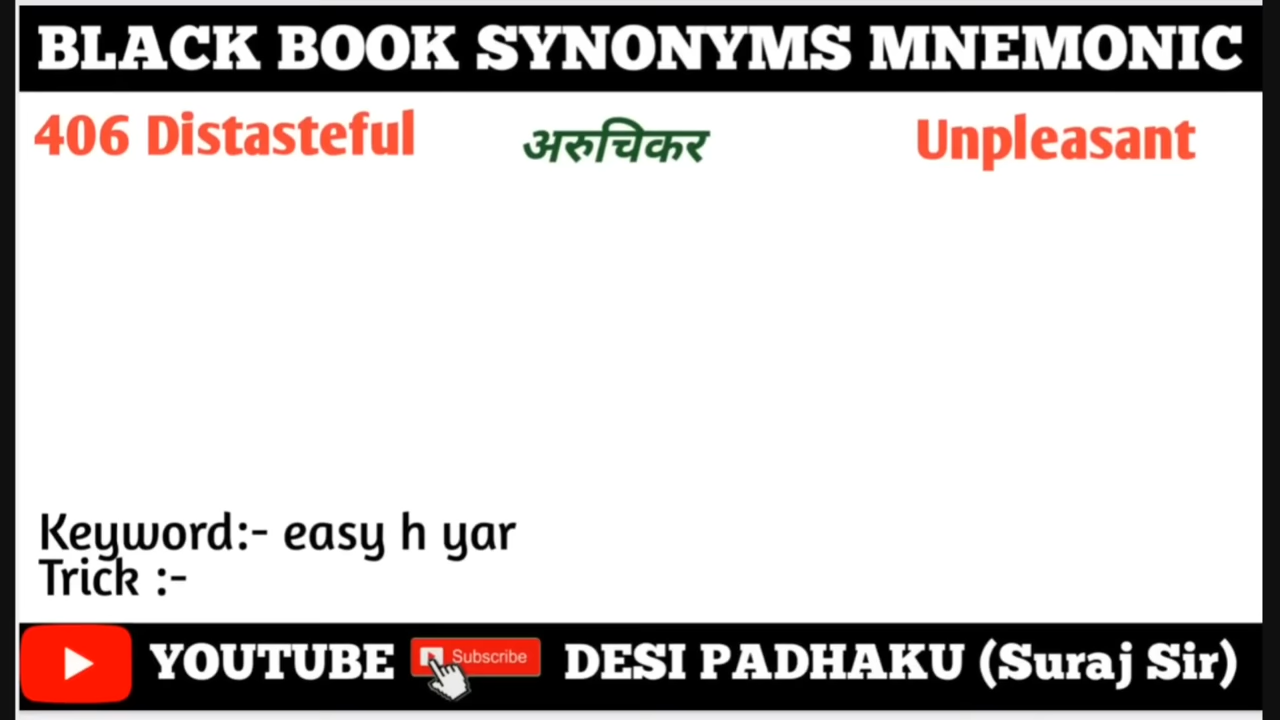 BLACK BOOK SYNONYMS MNEMONIC
406 Distasteful अरुचिकर Unpleasant
Keyword:- easy h yar
Trick :-
YOUTUBE Subscribe DESI PADHAKU (Suraj Sir)